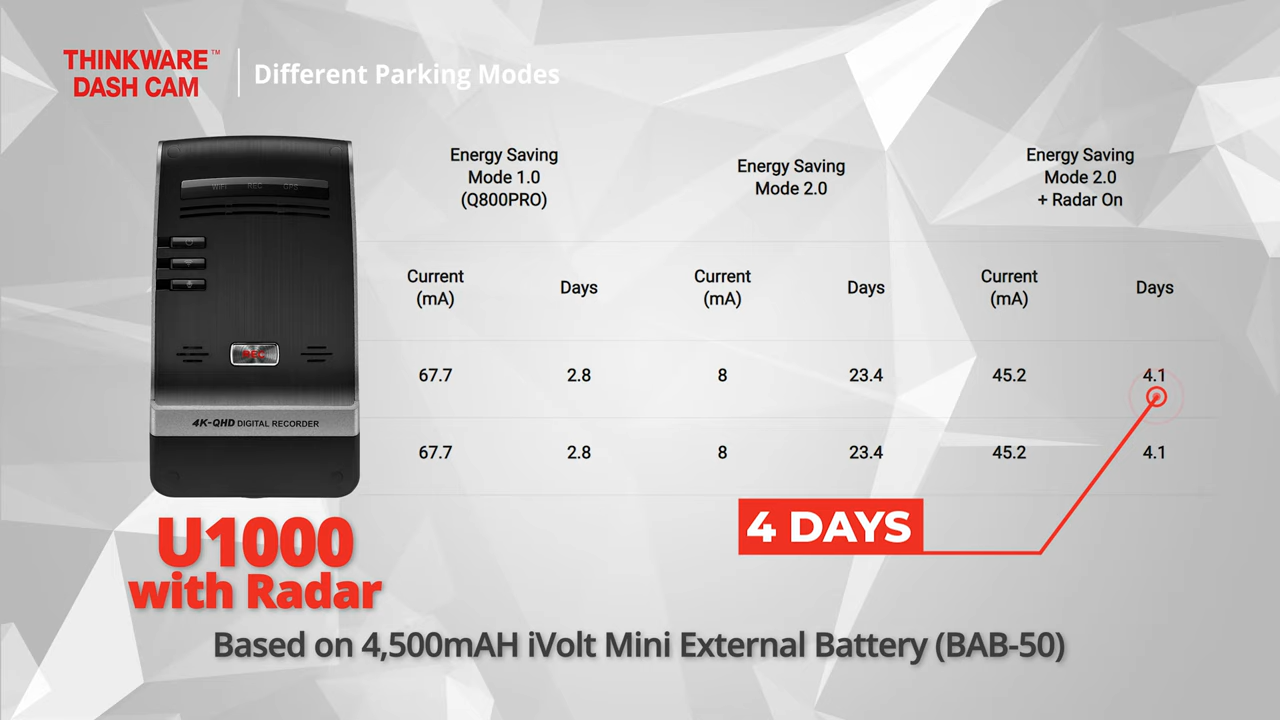 THINKWARE™
DASH CAM
Different Parking Modes
Energy Saving
Mode 1.0
(Q800PRO)
Energy Saving
Mode 2.0
Energy Saving
Mode 2.0
+ Radar On
Current
(mA)
Days
Current
(mA)
Days
Current
(mA)
Days
67.7 2.8 8 23.4 45.2 4.1
67.7 2.8 8 23.4 45.2 4.1
WIFI REC GPS
REC
4K-QHD DIGITAL RECORDER
4 DAYS
U1000
with Radar
Based on 4,500mAH iVolt Mini External Battery (BAB-50)